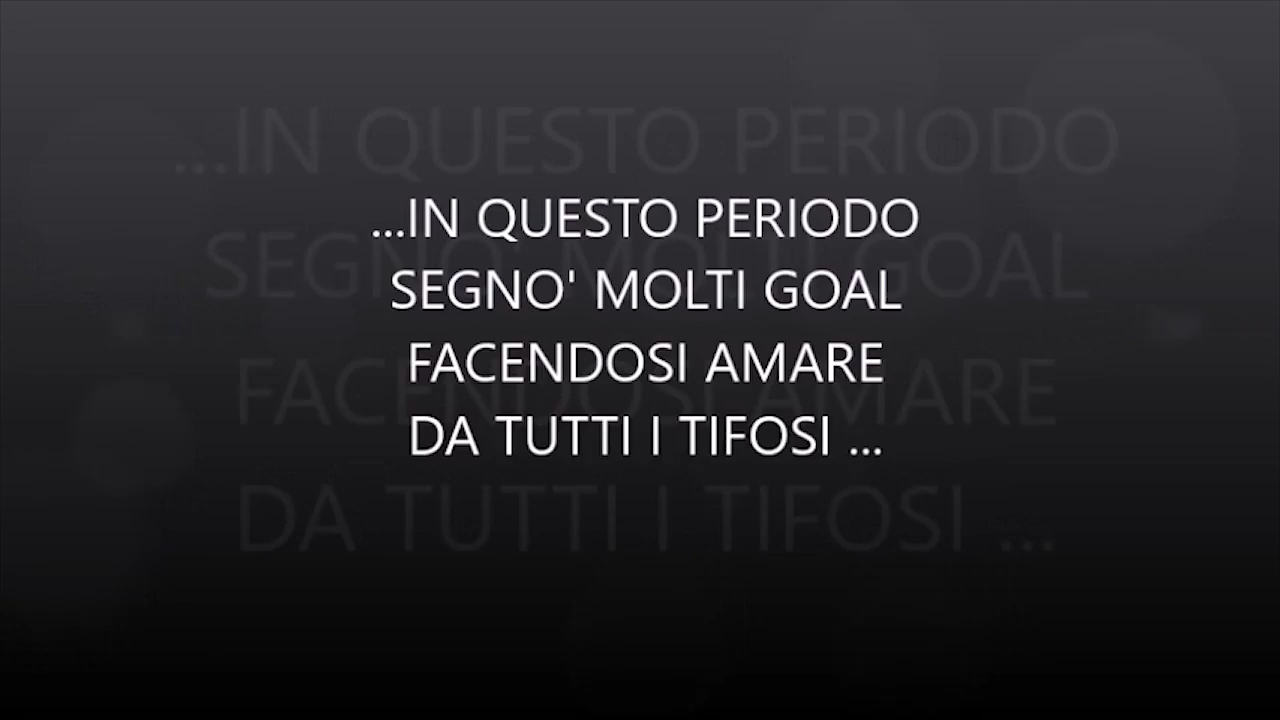 ...IN QUESTO PERIODO
SEGNO' MOLTI GOAL
FACENDOSI AMARE
DA TUTTI I TIFOSI ...